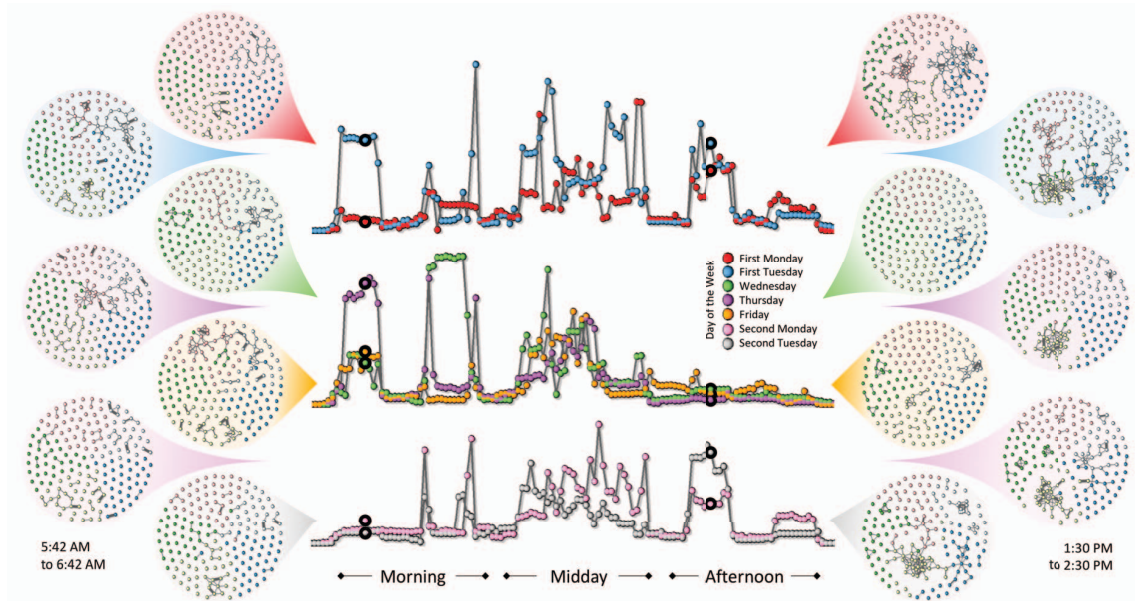 Day of the Week
First Monday
First Tuesday
Wednesday
Thursday
Friday
Second Monday
Second Tuesday
5:42 AM
to 6:42 AM
1:30 PM
to 2:30 PM
Morning
Midday
Afternoon